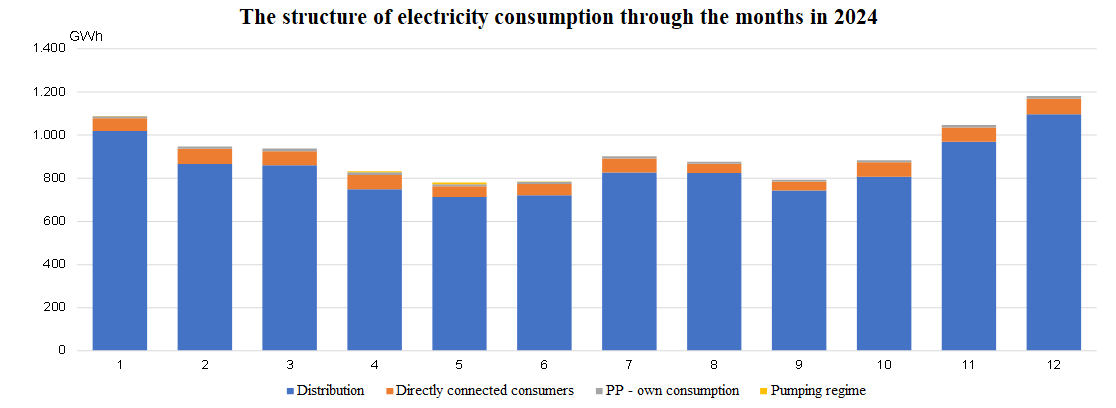 The structure of electricity consumption through the months in 2024
GWh
1.400
1.200
1.000
800
600
400
200
0
1 2 3 4 5 6 7 8 9 10 11 12
Distribution Directly connected consumers PP - own consumption Pumping regime